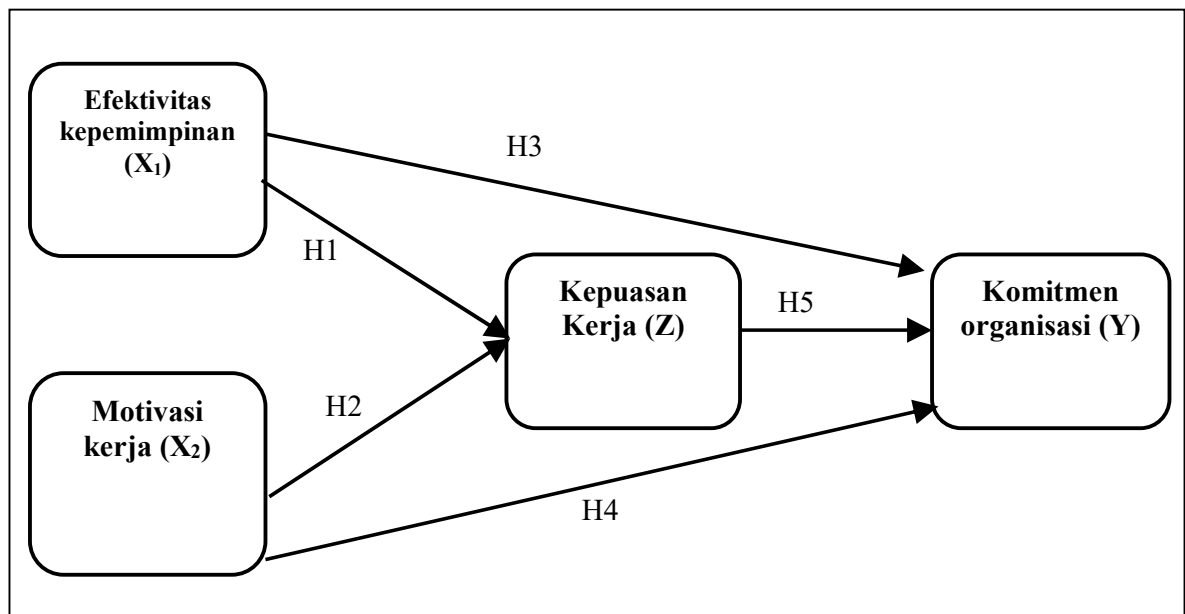 Efektivitas
kepemimpinan
(X₁)
H3
H1
Kepuasan
Kerja (Z)
H5
Komitmen
organisasi (Y)
Motivasi
kerja (X₂)
H2
H4